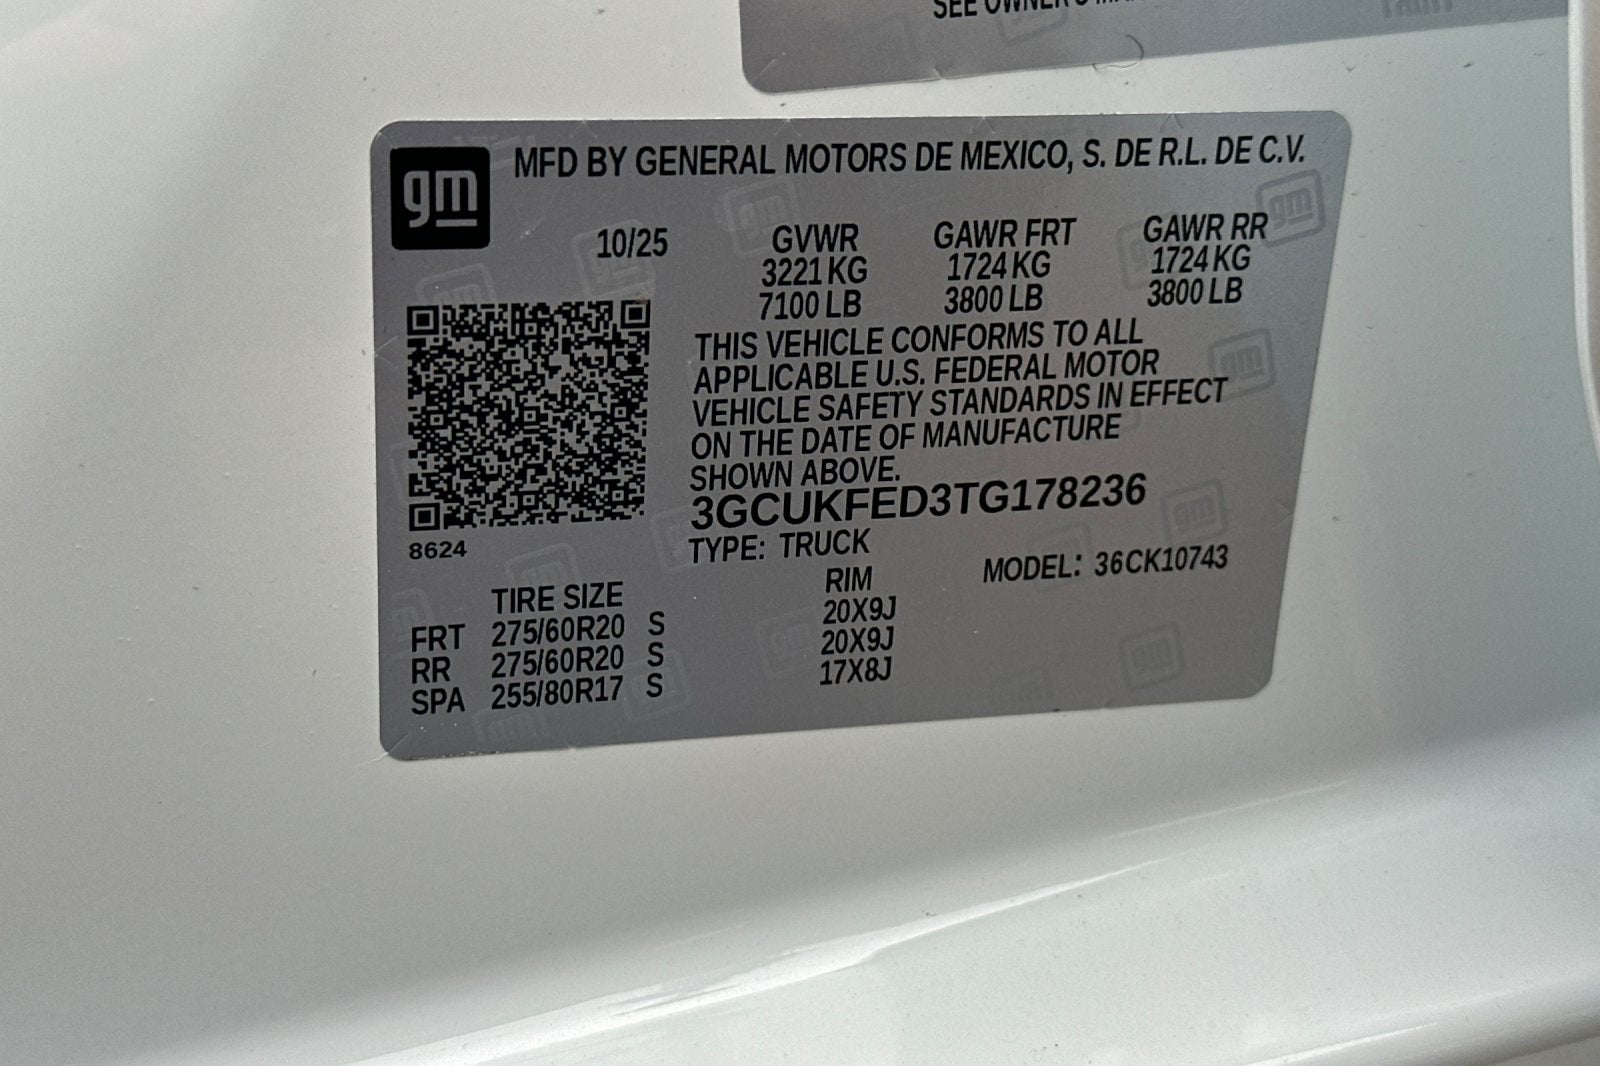 SEE OWNER'S
gm
MFD BY GENERAL MOTORS DE MEXICO, S. DE R.L. DE C.V.
10/25 GVWR GAWR FRT GAWR RR
3221 KG 1724 KG 1724 KG
7100 LB 3800 LB 3800 LB
THIS VEHICLE CONFORMS TO ALL
APPLICABLE U.S. FEDERAL MOTOR
VEHICLE SAFETY STANDARDS IN EFFECT
ON THE DATE OF MANUFACTURE
SHOWN ABOVE.
3GCUKFED3TG178236
8624
TYPE: TRUCK MODEL: 36CK10743
TIRE SIZE RIM
FRT 275/60R20 S 20X9J
RR 275/60R20 S 20X9J
SPA 255/80R17 S 17X8J